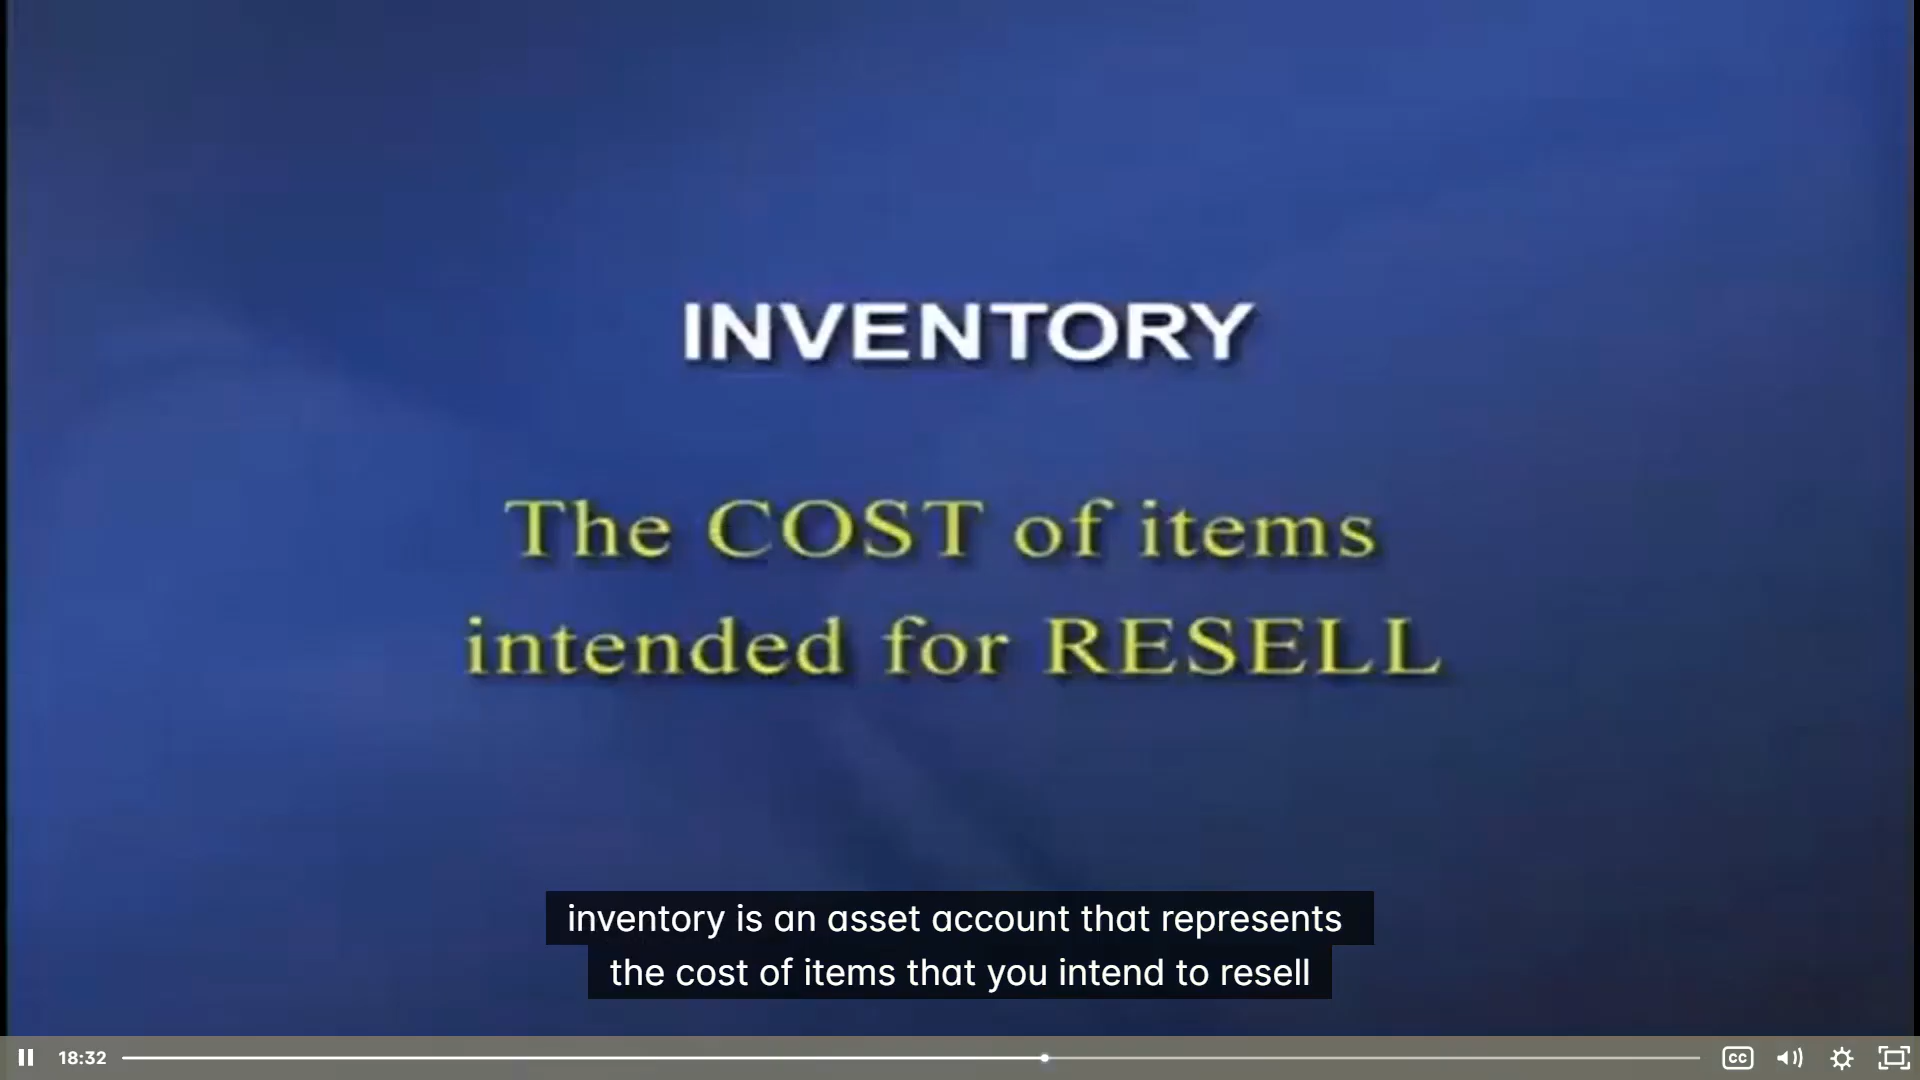 INVENTORY
The COST of items
intended for RESELL
inventory is an asset account that represents
the cost of items that you intend to resell
18:32
CC